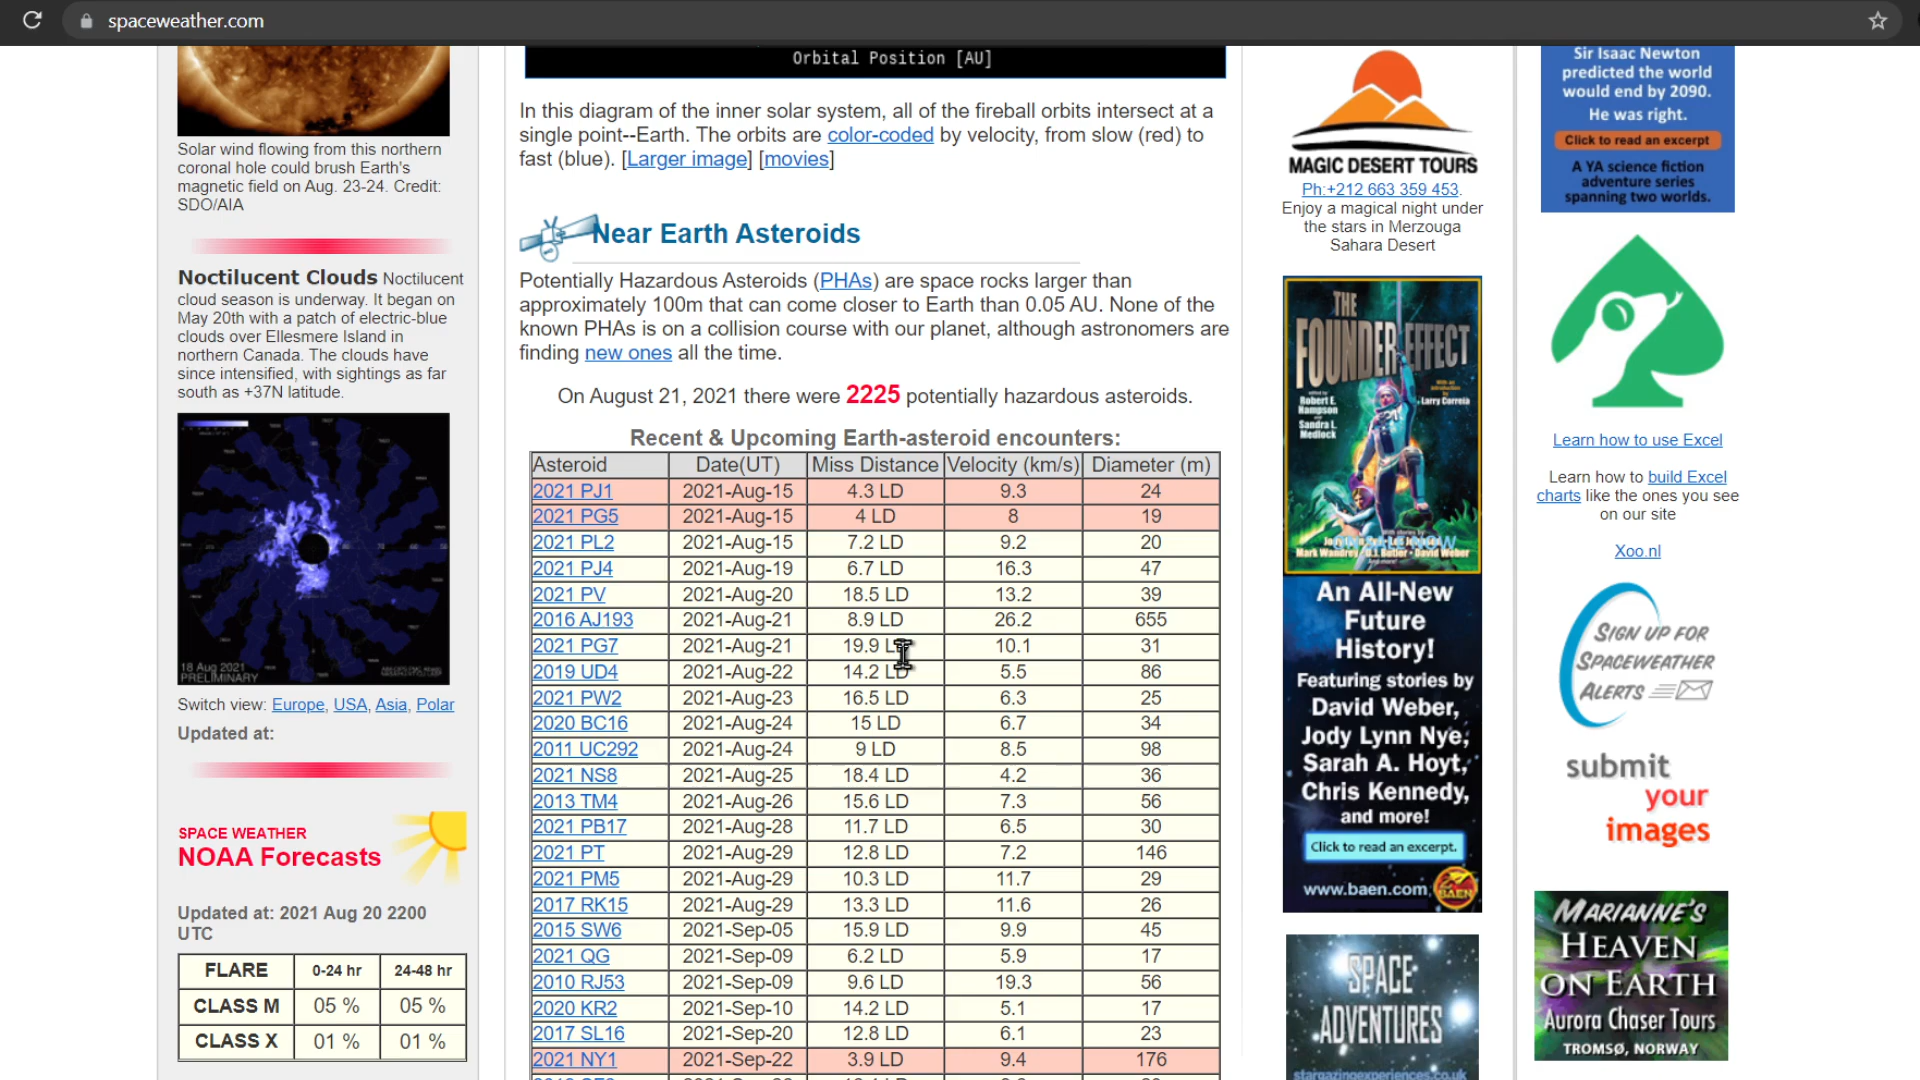 spaceweather.com
Solar wind flowing from this northern
coronal hole could brush Earth's
magnetic field on Aug. 23-24. Credit:
SDO/AIA
Noctilucent Clouds Noctilucent
cloud season is underway. It began on
May 20th with a patch of electric-blue
clouds over Ellesmere Island in
northern Canada. The clouds have
since intensified, with sightings as far
south as +37N latitude.
18 Aug 2021
PRELIMINARY
Switch view: Europe, USA, Asia, Polar
Updated at:
SPACE WEATHER
NOAA Forecasts
Updated at: 2021 Aug 20 2200
UTC
FLARE 0-24 hr 24-48 hr
CLASS M 05 % 05 %
CLASS X 01 % 01 %
Orbital Position [AU]
In this diagram of the inner solar system, all of the fireball orbits intersect at a
single point--Earth. The orbits are color-coded by velocity, from slow (red) to
fast (blue). [Larger image] [movies]
Near Earth Asteroids
Potentially Hazardous Asteroids (PHAs) are space rocks larger than
approximately 100m that can come closer to Earth than 0.05 AU. None of the
known PHAs is on a collision course with our planet, although astronomers are
finding new ones all the time.
On August 21, 2021 there were 2225 potentially hazardous asteroids.
Recent & Upcoming Earth-asteroid encounters:
Asteroid Date(UT) Miss Distance Velocity (km/s) Diameter (m)
2021 PJ1 2021-Aug-15 4.3 LD 9.3 24
2021 PG5 2021-Aug-15 4 LD 8 19
2021 PL2 2021-Aug-15 7.2 LD 9.2 20
2021 PJ4 2021-Aug-19 6.7 LD 16.3 47
2021 PV 2021-Aug-20 18.5 LD 13.2 39
2016 AJ193 2021-Aug-21 8.9 LD 26.2 655
2021 PG7 2021-Aug-21 19.9 LD 10.1 31
2019 UD4 2021-Aug-22 14.2 LD 5.5 86
2021 PW2 2021-Aug-23 16.5 LD 6.3 25
2020 BC16 2021-Aug-24 15 LD 6.7 34
2011 UC292 2021-Aug-24 9 LD 8.5 98
2021 NS8 2021-Aug-25 18.4 LD 4.2 36
2013 TM4 2021-Aug-26 15.6 LD 7.3 56
2021 PB17 2021-Aug-28 11.7 LD 6.5 30
2021 PT 2021-Aug-29 12.8 LD 7.2 146
2021 PM5 2021-Aug-29 10.3 LD 11.7 29
2017 RK15 2021-Aug-29 13.3 LD 11.6 26
2015 SW6 2021-Sep-05 15.9 LD 9.9 45
2021 QG 2021-Sep-09 6.2 LD 5.9 17
2010 RJ53 2021-Sep-09 9.6 LD 19.3 56
2020 KR2 2021-Sep-10 14.2 LD 5.1 17
2017 SL16 2021-Sep-20 12.8 LD 6.1 23
2021 NY1 2021-Sep-22 3.9 LD 9.4 176
MAGIC DESERT TOURS
Ph:+212 663 359 453.
Enjoy a magical night under
the stars in Merzouga
Sahara Desert
THE
FOUNDER EFFECT
edited by
Robert E.
Hampson
and
Sandra L.
Medlock
Larry Correia
An All-New
Future
History!
Featuring stories by
David Weber,
Jody Lynn Nye,
Sarah A. Hoyt,
Chris Kennedy,
and more!
Click to read an excerpt.
www.baen.com
BAEN
SPACE
ADVENTURES
stargazingexperiences.co.uk
Sir Isaac Newton
predicted the world
would end by 2090.
He was right.
Click to read an excerpt
A YA science fiction
adventure series
spanning two worlds.
Learn how to use Excel
Learn how to build Excel
charts like the ones you see
on our site
Xoo.nl
SIGN UP FOR
SPACEWEATHER
ALERTS
submit
your
images
MARIANNE'S
HEAVEN
ON EARTH
Aurora Chaser Tours
TROMSØ, NORWAY